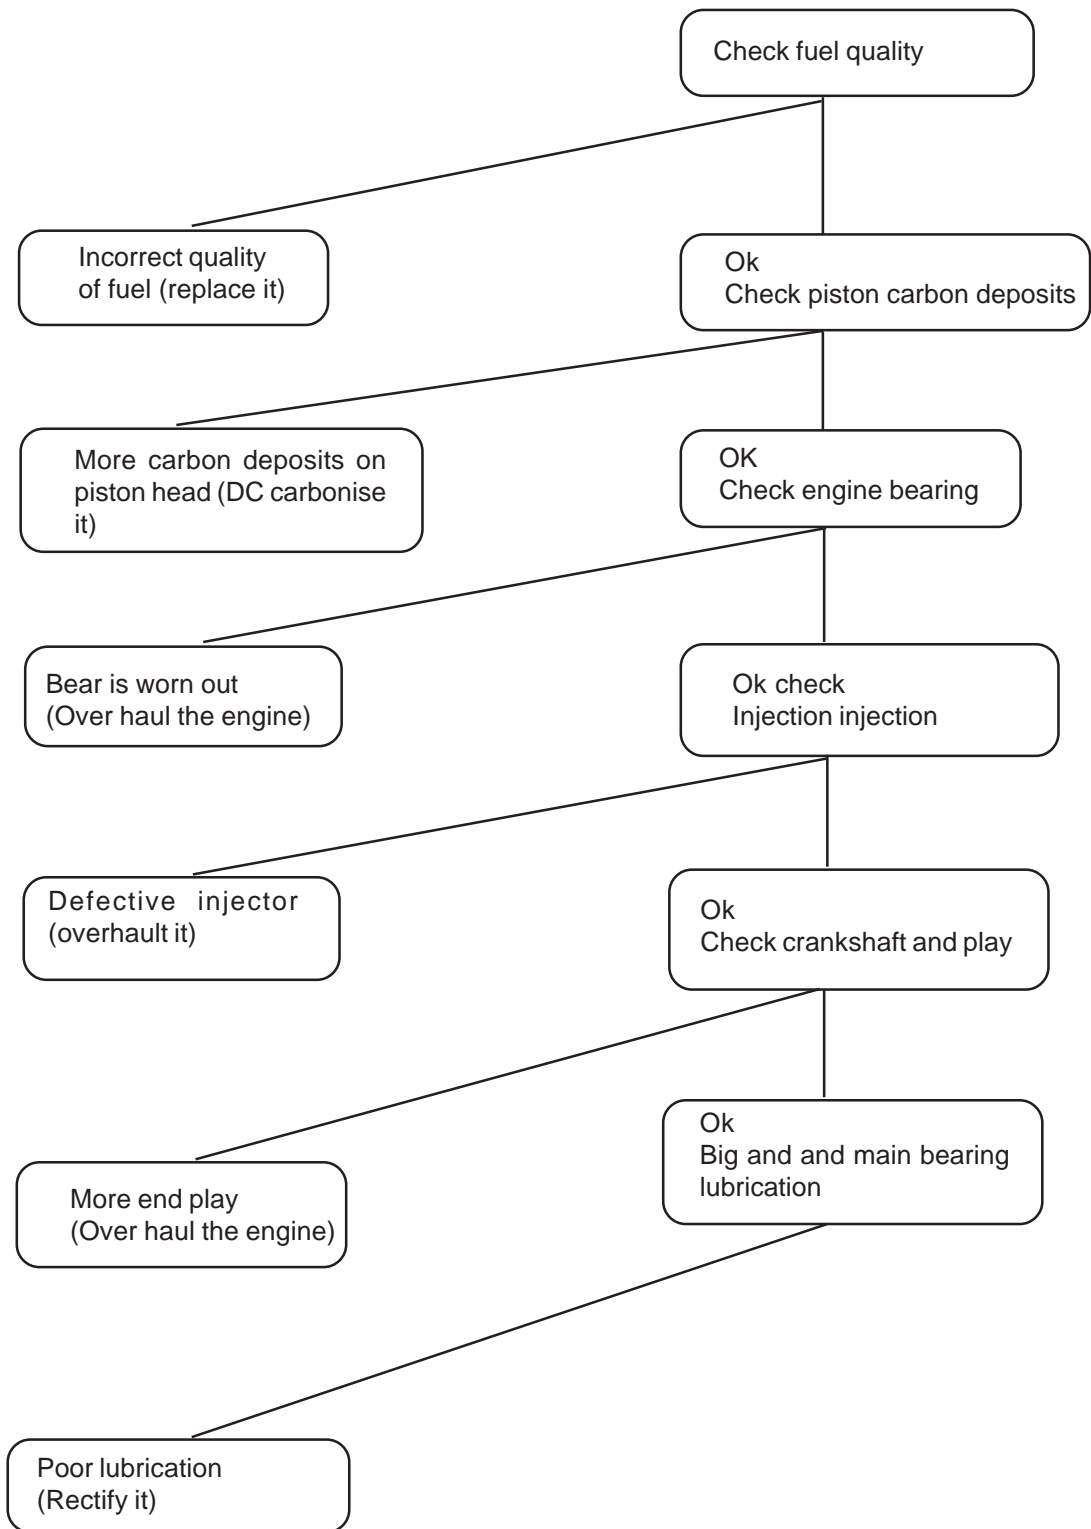 Check fuel quality
Incorrect quality
of fuel (replace it)
Ok
Check piston carbon deposits
More carbon deposits on
piston head (DC carbonise
it)
OK
Check engine bearing
Bear is worn out
(Over haul the engine)
Ok check
Injection injection
Defective injector
(overhault it)
Ok
Check crankshaft and play
More end play
(Over haul the engine)
Ok
Big and and main bearing
lubrication
Poor lubrication
(Rectify it)